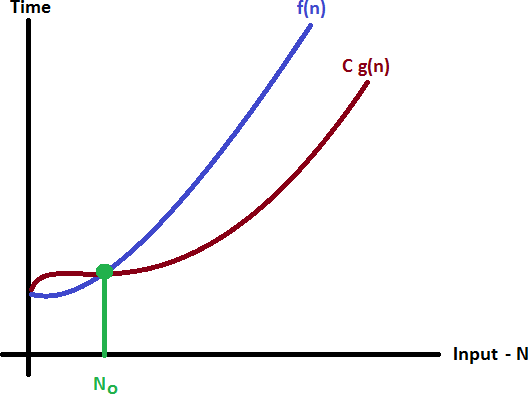 Time
f(n)
C g(n)
Input - N
No